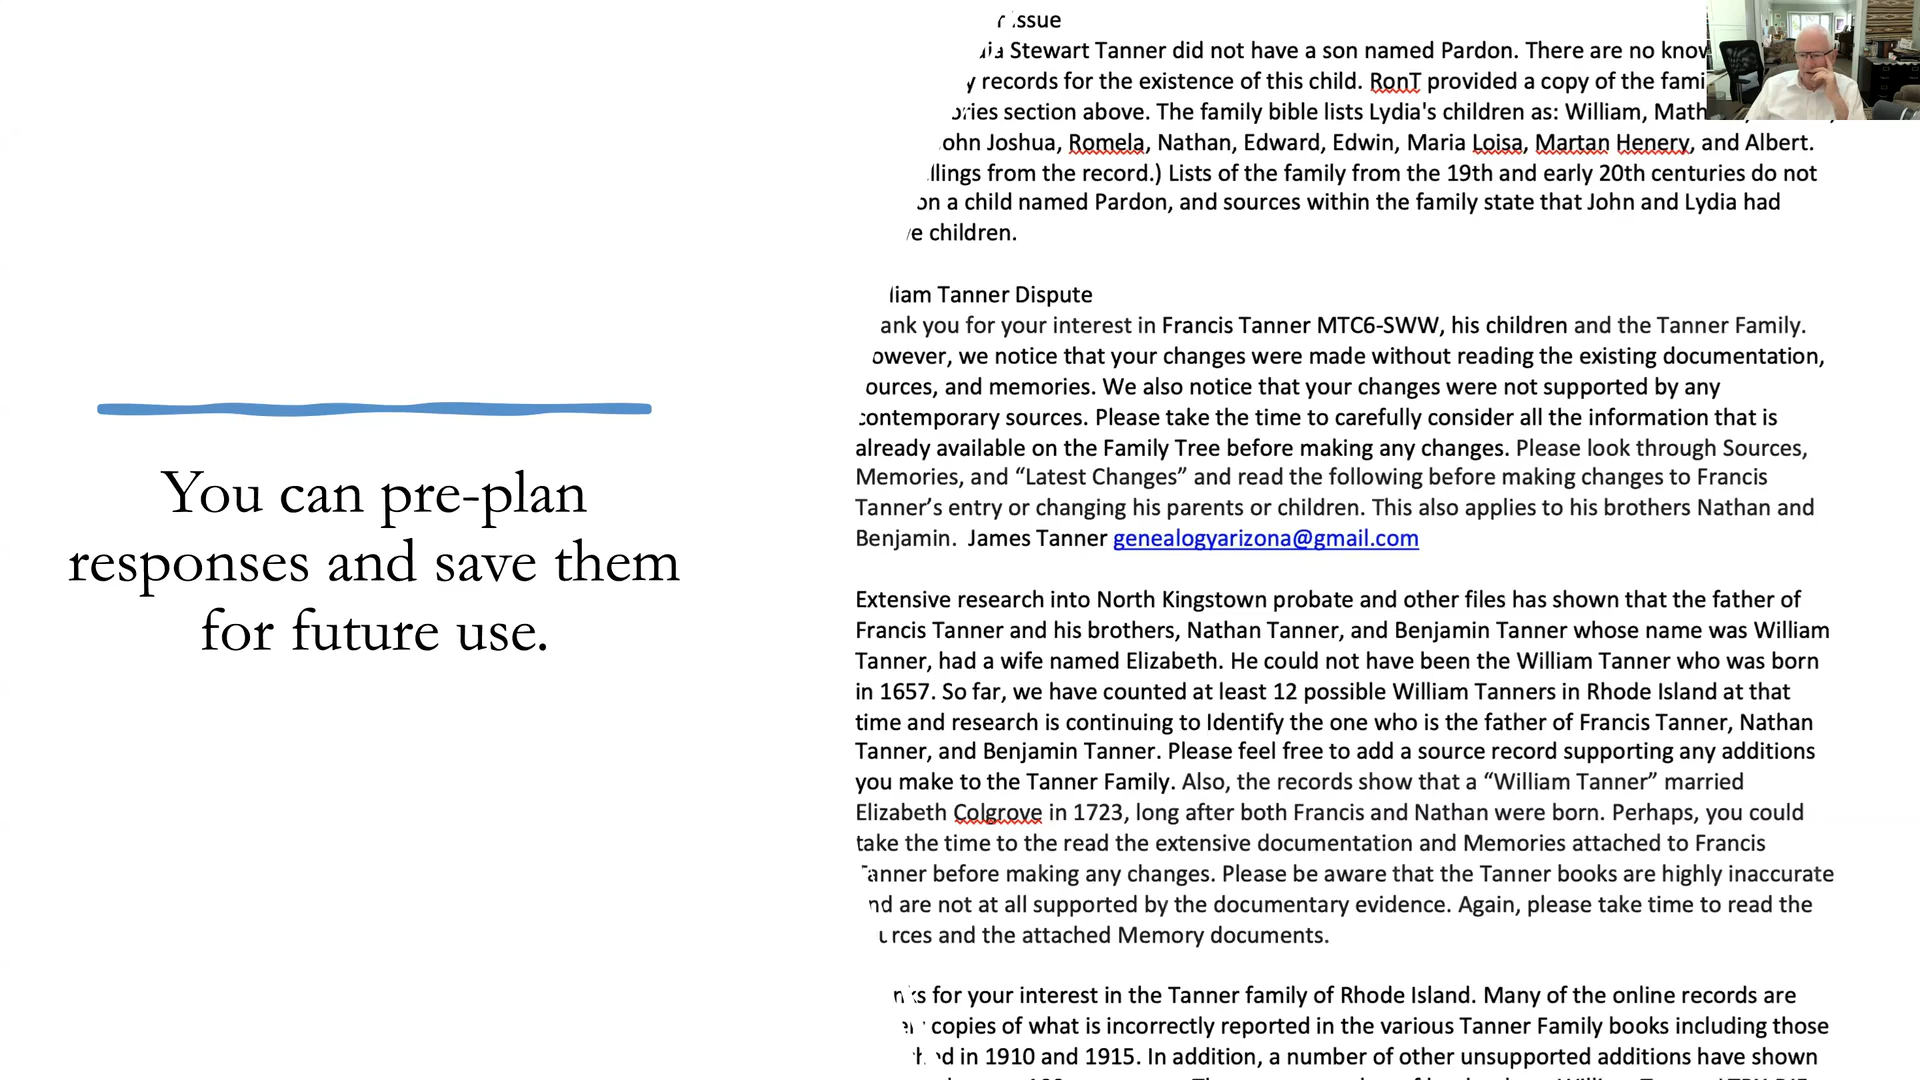 You can pre-plan
responses and save them
for future use.
Issue
Stewart Tanner did not have a son named Pardon. There are no
records for the existence of this child. RonT provided a copy of the
section above. The family bible lists Lydia's children as: William,
Joshua, Romela, Nathan, Edward, Edwin, Maria Loisa, Martan Henery, and Albert.
from the record.) Lists of the family from the 19th and early 20th centuries do not
a child named Pardon, and sources within the family state that John and Lydia had
children.
Tanner Dispute
you for your interest in Francis Tanner MTC6-SWW, his children and the Tanner Family.
However, we notice that your changes were made without reading the existing documentation,
sources, and memories. We also notice that your changes were not supported by any
contemporary sources. Please take the time to carefully consider all the information that is
already available on the Family Tree before making any changes. Please look through Sources,
Memories, and “Latest Changes” and read the following before making changes to Francis
Tanner’s entry or changing his parents or children. This also applies to his brothers Nathan and
Benjamin. James Tanner genealogyarizona@gmail.com
Extensive research into North Kingstown probate and other files has shown that the father of
Francis Tanner and his brothers, Nathan Tanner, and Benjamin Tanner whose name was William
Tanner, had a wife named Elizabeth. He could not have been the William Tanner who was born
in 1657. So far, we have counted at least 12 possible William Tanners in Rhode Island at that
time and research is continuing to Identify the one who is the father of Francis Tanner, Nathan
Tanner, and Benjamin Tanner. Please feel free to add a source record supporting any additions
you make to the Tanner Family. Also, the records show that a “William Tanner” married
Elizabeth Colgrove in 1723, long after both Francis and Nathan were born. Perhaps, you could
take the time to the read the extensive documentation and Memories attached to Francis
Tanner before making any changes. Please be aware that the Tanner books are highly inaccurate
and are not at all supported by the documentary evidence. Again, please take time to read the
and the attached Memory documents.
for your interest in the Tanner family of Rhode Island. Many of the online records are
copies of what is incorrectly reported in the various Tanner Family books including those
in 1910 and 1915. In addition, a number of other unsupported additions have shown